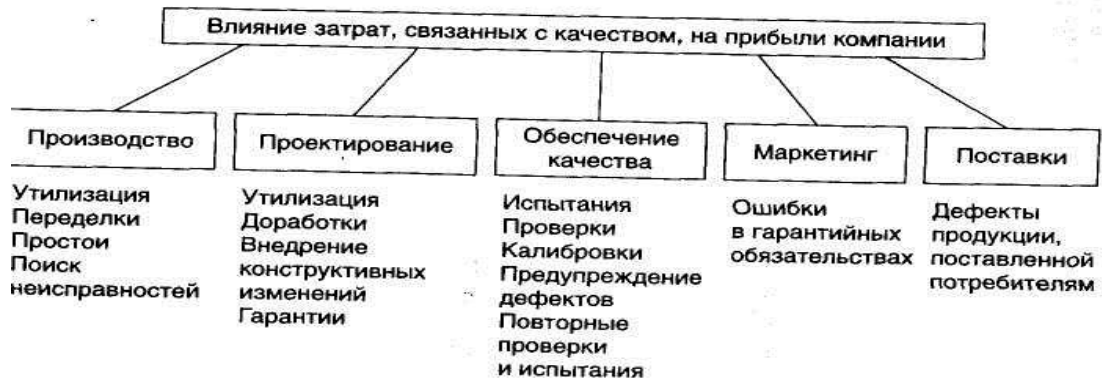 Влияние затрат, связанных с качеством, на прибыли компании
Производство
Утилизация
Переделки
Простои
Поиск
неисправностей
Проектирование
Утилизация
Доработки
Внедрение
конструктивных
изменений
Гарантии
Обеспечение
качества
Испытания
Проверки
Калибровки
Предупреждение
дефектов
Повторные
проверки
и испытания
Маркетинг
Ошибки
в гарантийных
обязательствах
Поставки
Дефекты
продукции,
поставленной
потребителям